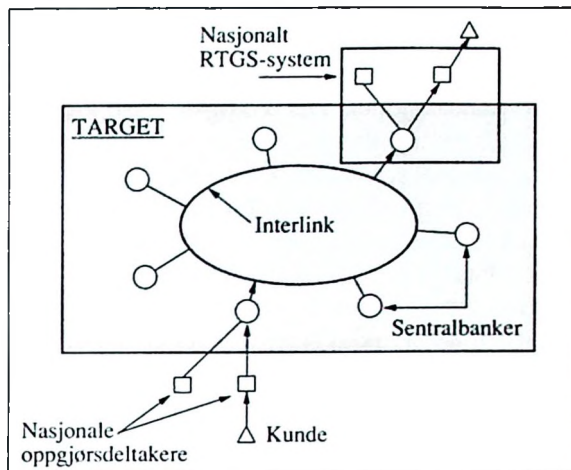 Nasjonalt
RTGS-system
TARGET
Interlink
Sentralbanker
Nasjonale
oppgjørsdeltakere
Kunde